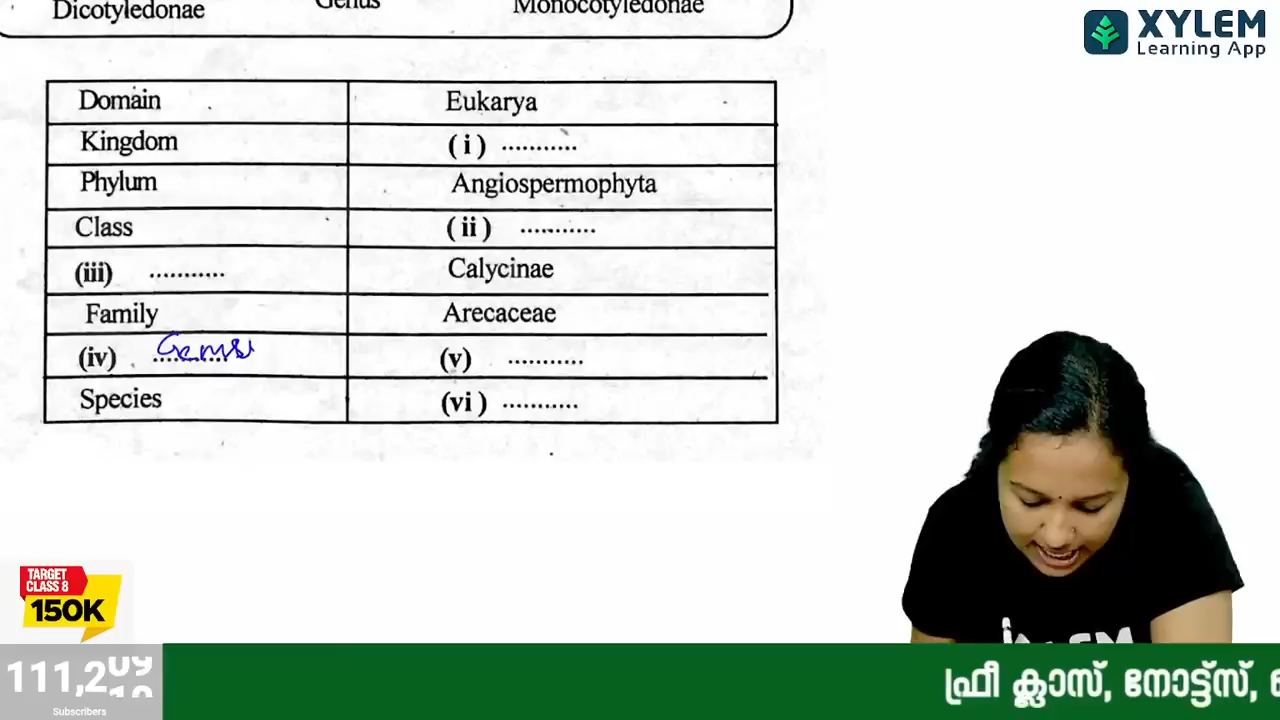 Dicotyledonae Genus Monocotyledonae
XYLEM
Learning App
Domain Eukarya
Kingdom (i) ...........
Phylum Angiospermophyta
Class (ii) ...........
(iii) ........... Calycinae
Family Arecaceae
(iv) ........... Genus (v) ...........
Species (vi) ...........
TARGET
CLASS 8
150K
Subscribers
ഫ്രീ ക്ലാസ്, നോട്ട്സ്,